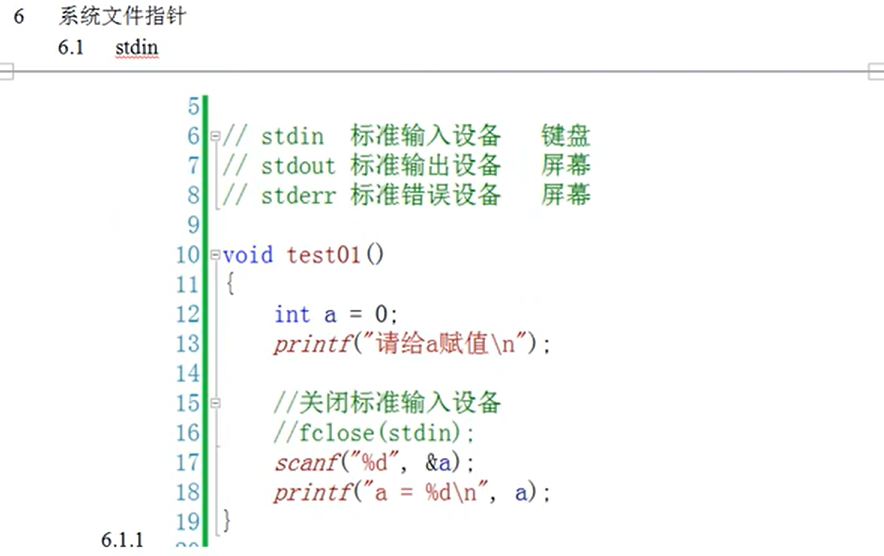 6 系统文件指针
6.1 stdin
5
6 // stdin 标准输入设备 键盘
7 // stdout 标准输出设备 屏幕
8 // stderr 标准错误设备 屏幕
9
10 void test01()
11 {
12 int a = 0;
13 printf("请给a赋值\n");
14
15 //关闭标准输入设备
16 //fclose(stdin);
17 scanf("%d", &a);
18 printf("a = %d\n", a);
19 }
6.1.1